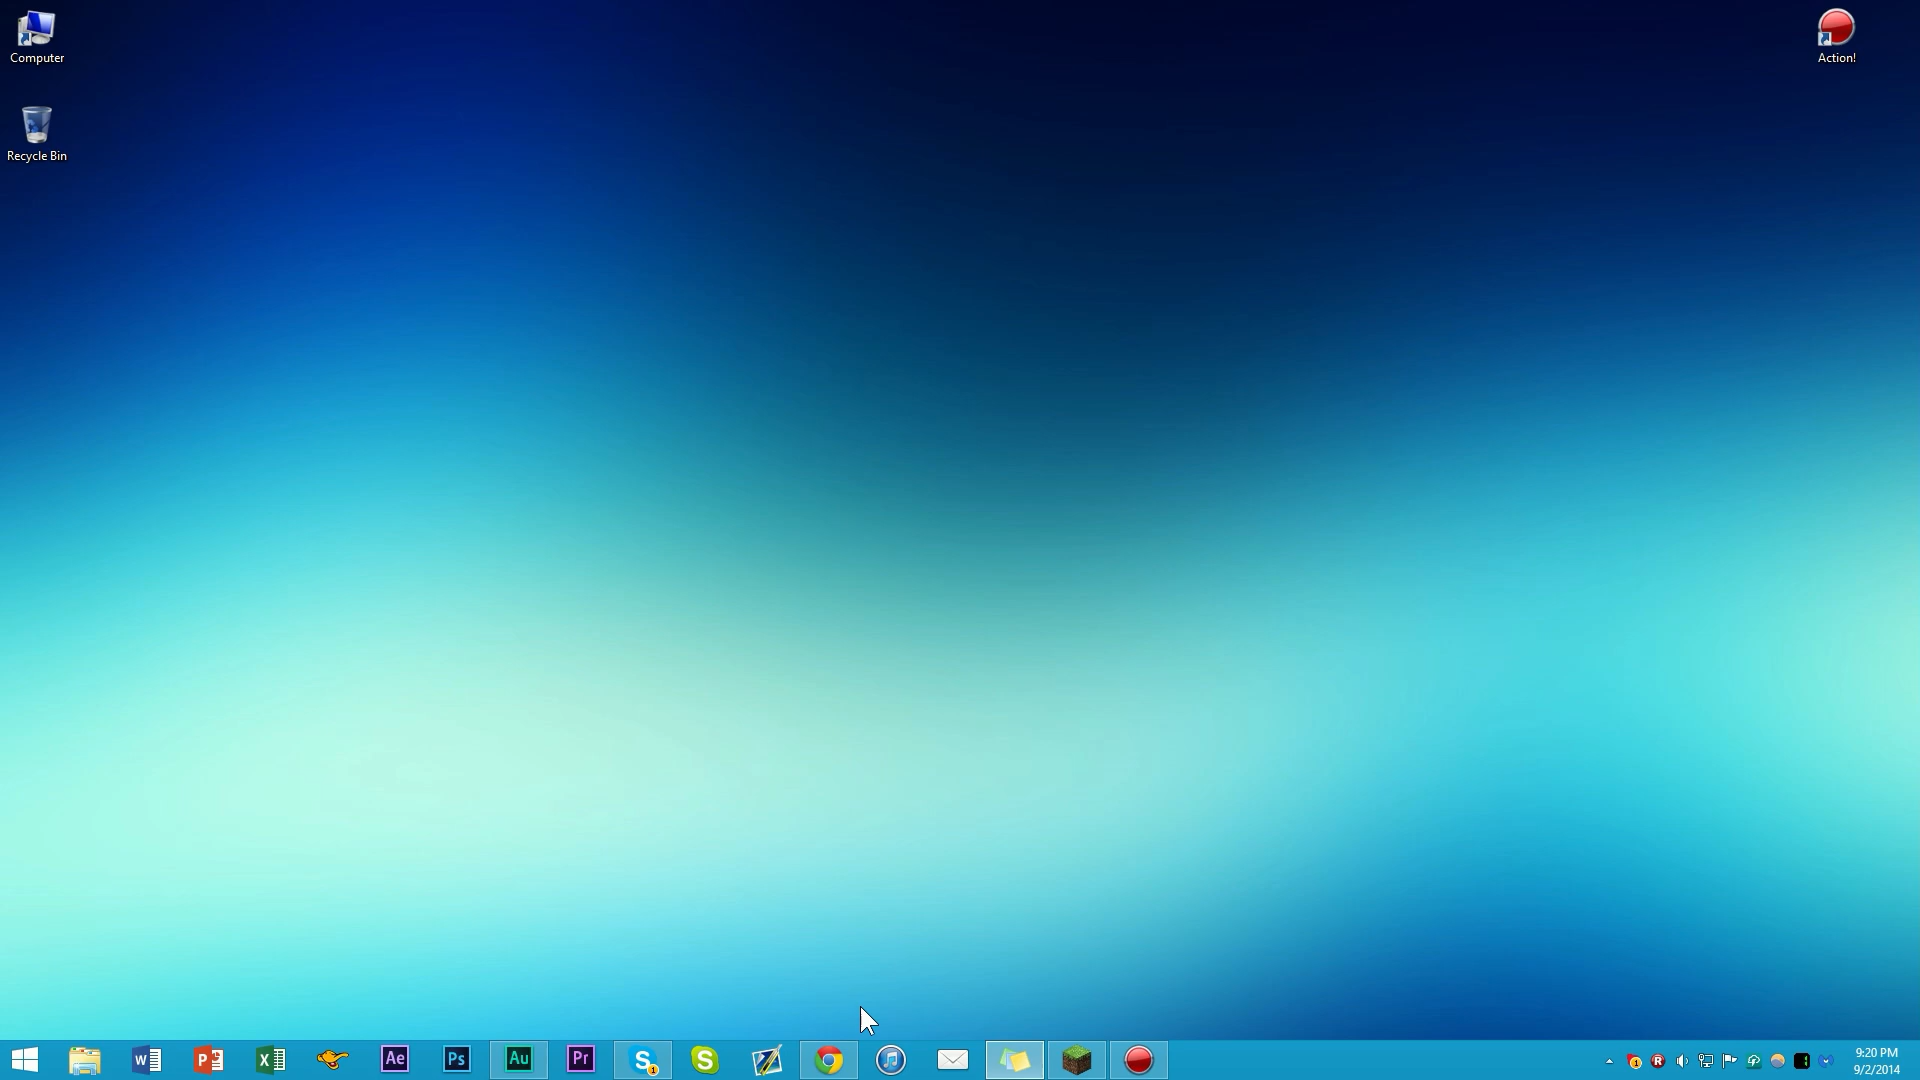 Computer
Action!
Recycle Bin
Ae
Ps
Au
Pr
9:20 PM
9/2/2014